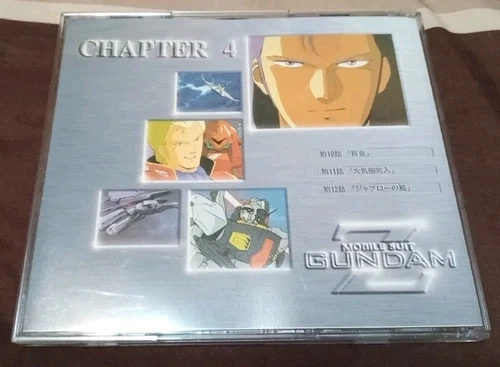 CHAPTER 4
第10話 「再会」
第11話 「大気圏突入」
第12話 「ジャブローの風」
MOBILE SUIT
Z
GUNDAM